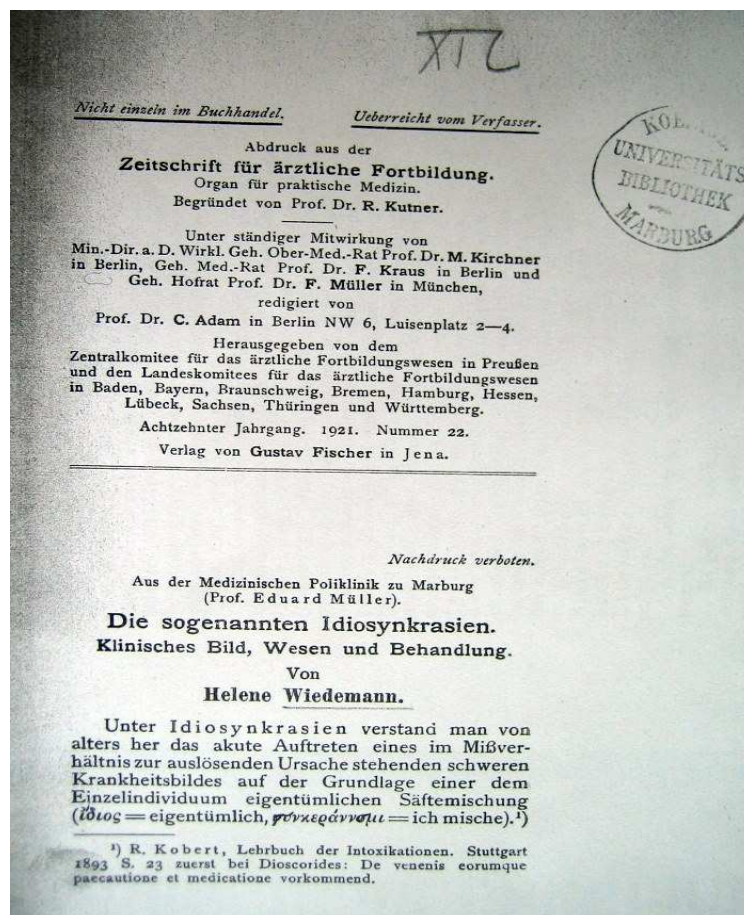 XIZ
Nicht einzeln im Buchhandel. Ueberreicht vom Verfasser.
Abdruck aus der
Zeitschrift für ärztliche Fortbildung.
Organ für praktische Medizin.
Begründet von Prof. Dr. R. Kutner.
UNIVERSITÄTS
BIBLIOTHEK
MARBURG
Unter ständiger Mitwirkung von
Min.-Dir. a. D. Wirkl. Geh. Ober-Med.-Rat Prof. Dr. M. Kirchner
in Berlin, Geh. Med.-Rat Prof. Dr. F. Kraus in Berlin und
Geh. Hofrat Prof. Dr. F. Müller in München,
redigiert von
Prof. Dr. C. Adam in Berlin NW 6, Luisenplatz 2—4.
Herausgegeben von dem
Zentralkomitee für das ärztliche Fortbildungswesen in Preußen
und den Landeskomitees für das ärztliche Fortbildungswesen
in Baden, Bayern, Braunschweig, Bremen, Hamburg, Hessen,
Lübeck, Sachsen, Thüringen und Württemberg.
Achtzehnter Jahrgang. 1921. Nummer 22.
Verlag von Gustav Fischer in Jena.
Nachdruck verboten.
Aus der Medizinischen Poliklinik zu Marburg
(Prof. Eduard Müller).
Die sogenannten Idiosynkrasien.
Klinisches Bild, Wesen und Behandlung.
Von
Helene Wiedemann.
Unter Idiosynkrasien verstand man von
alters her das akute Auftreten eines im Mißver-
hältnis zur auslösenden Ursache stehenden schweren
Krankheitsbildes auf der Grundlage einer dem
Einzelindividuum eigentümlichen Säftemischung
(ἴδιος = eigentümlich, = ich mische).¹)
¹) R. Kobert, Lehrbuch der Intoxikationen. Stuttgart
1893 S. 23 zuerst bei Dioscorides: De venenis eorumque
paecautione et medicatione vorkommend.